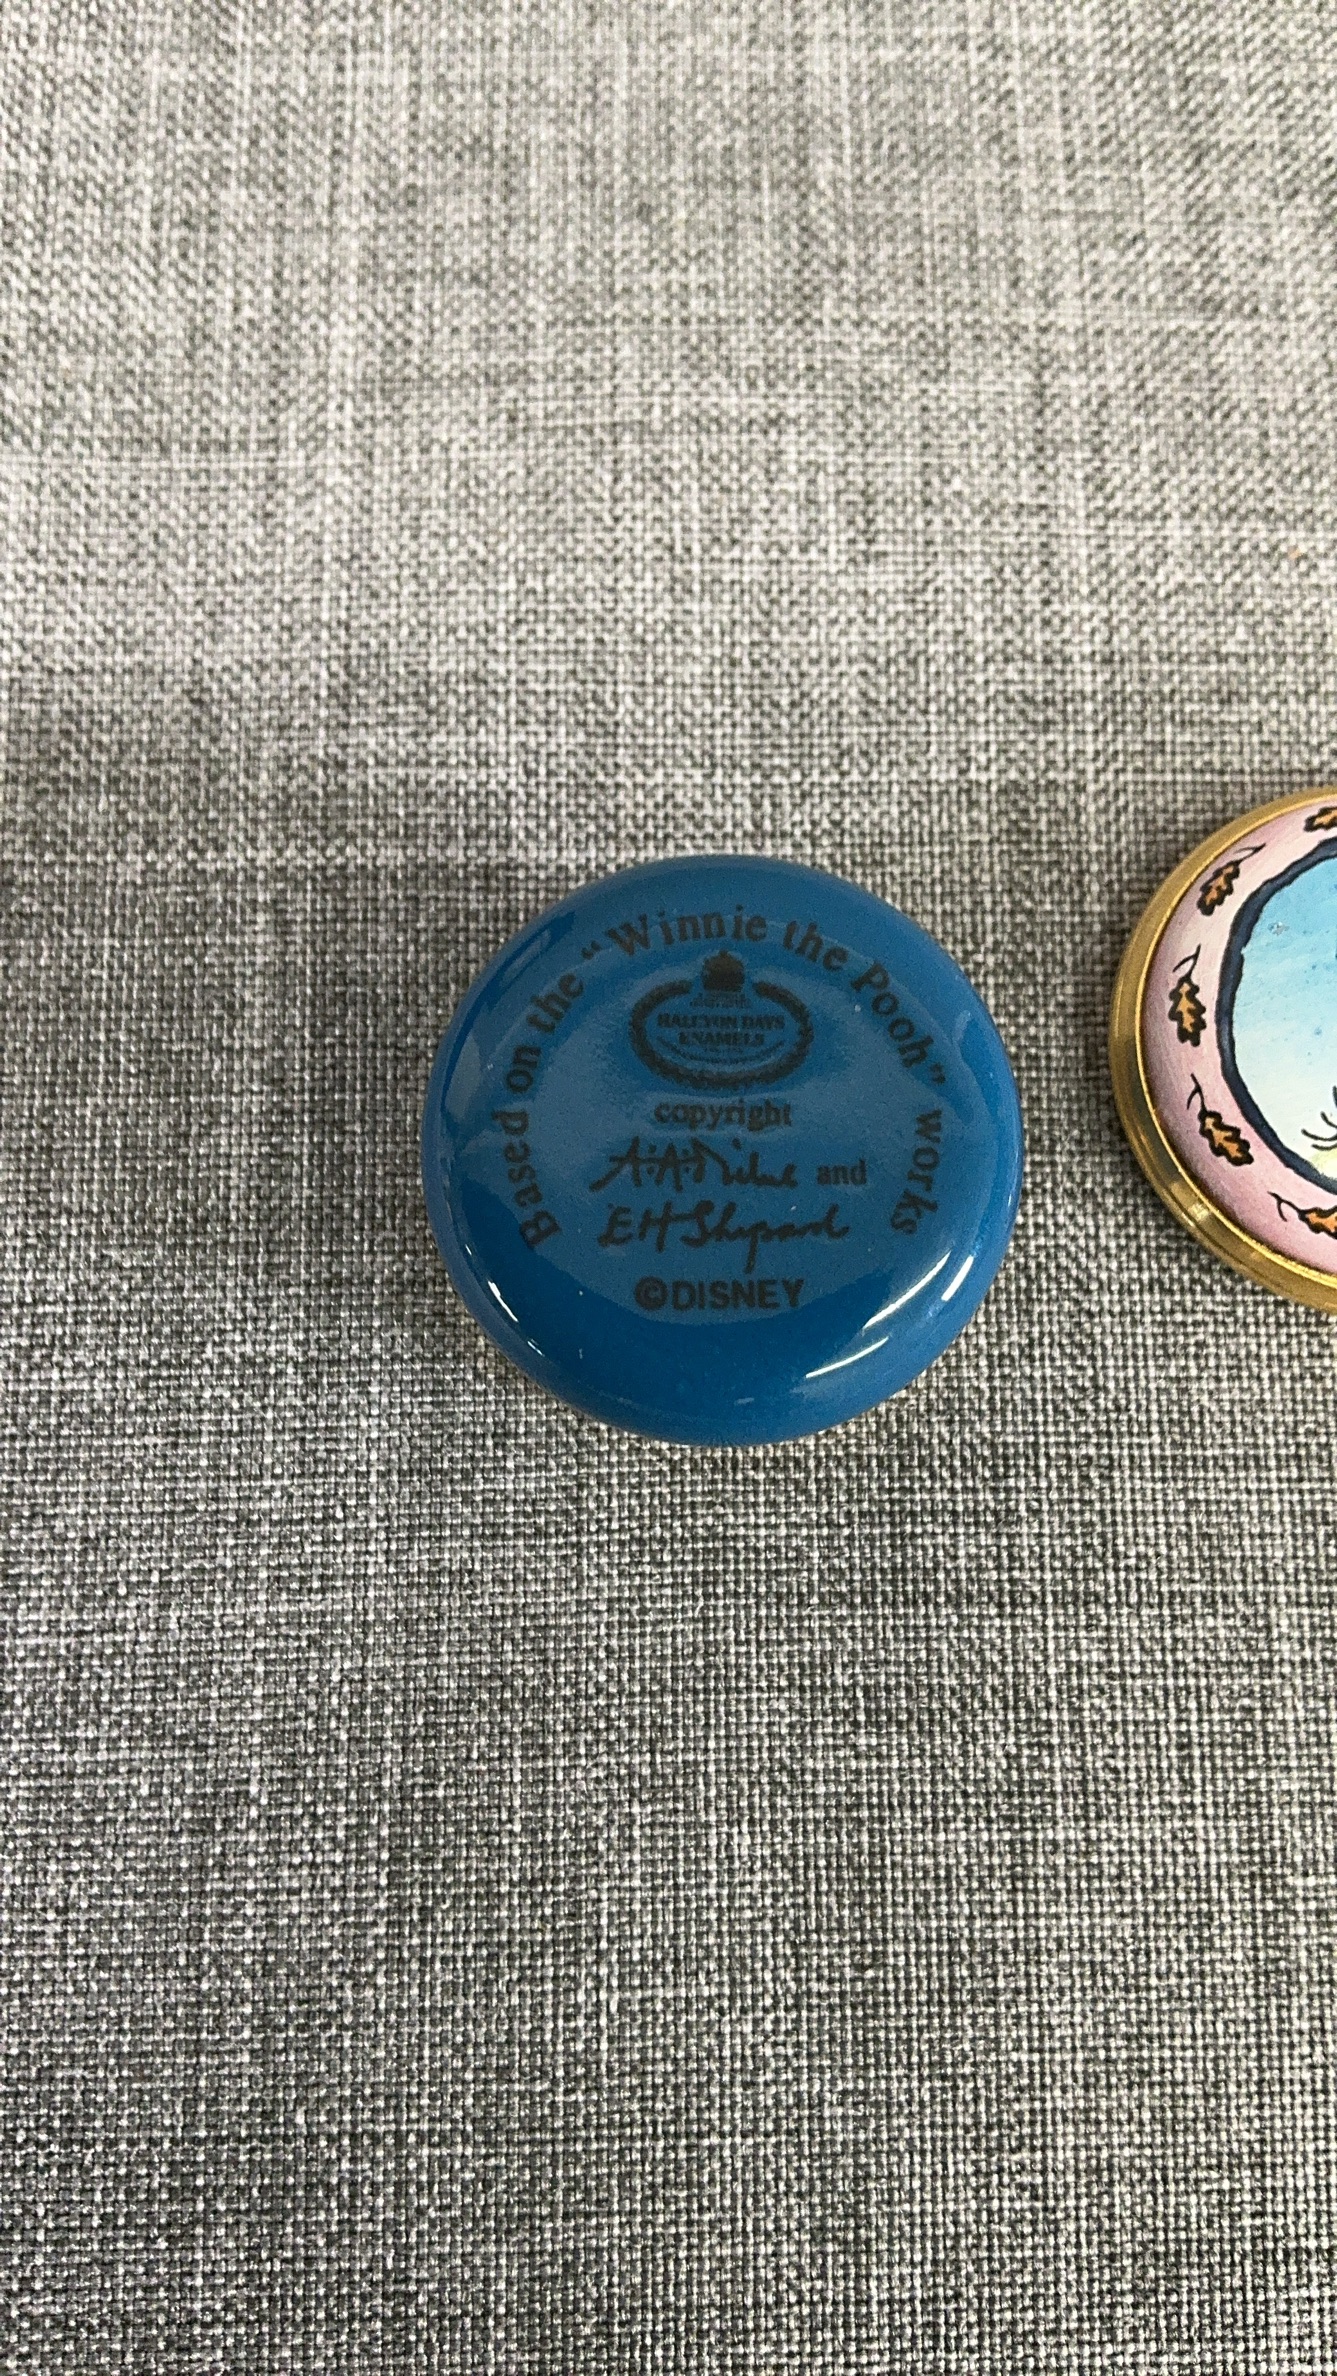 Based on the "Winnie the Pooh" works
HALCYON DAYS
ENAMELS
copyright
A.A. Milne and
E H Shepard
©DISNEY